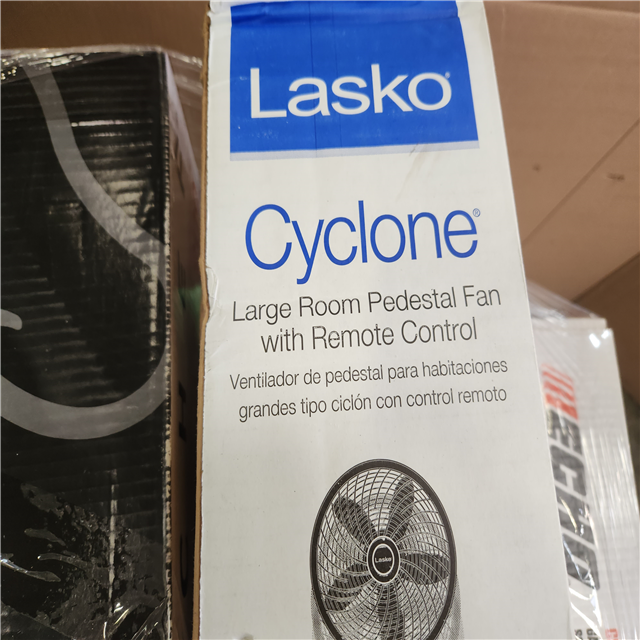 Lasko®
Cyclone®
Large Room Pedestal Fan
with Remote Control
Ventilador de pedestal para habitaciones
grandes tipo ciclón con control remoto
Lasko